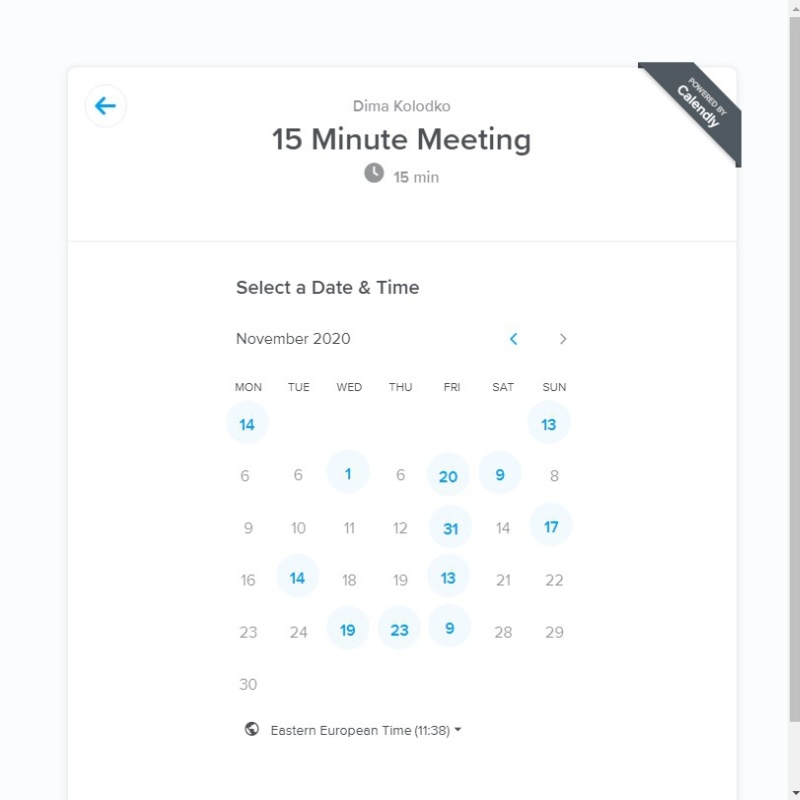 POWERED BY
Calendly
Dima Kolodko
15 Minute Meeting
15 min
Select a Date & Time
November 2020
MON TUE WED THU FRI SAT SUN
14 13
6 6 1 6 20 9 8
9 10 11 12 31 14 17
16 14 18 19 13 21 22
23 24 19 23 9 28 29
30
Eastern European Time (11:38)